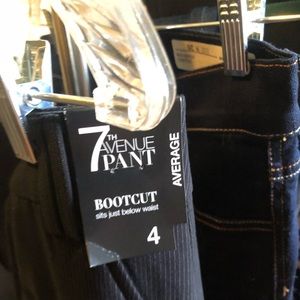 7TH
AVENUE
PANT
BOOTCUT
sits just below waist
4
AVERAGE